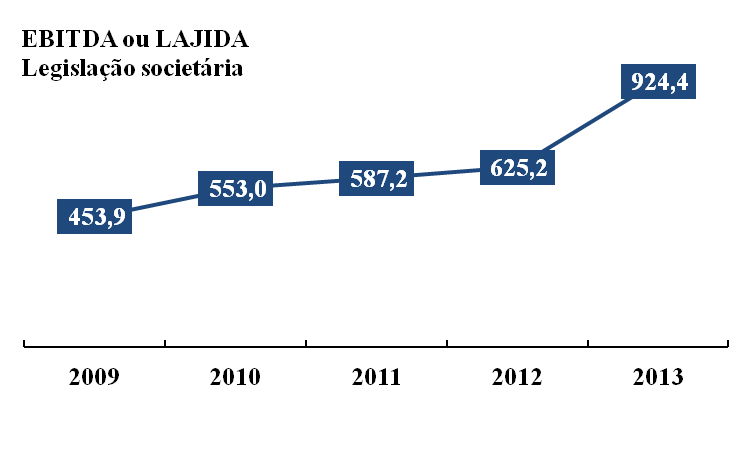 EBITDA ou LAJIDA
Legislação societária
924,4
625,2
587,2
553,0
453,9
2009 2010 2011 2012 2013